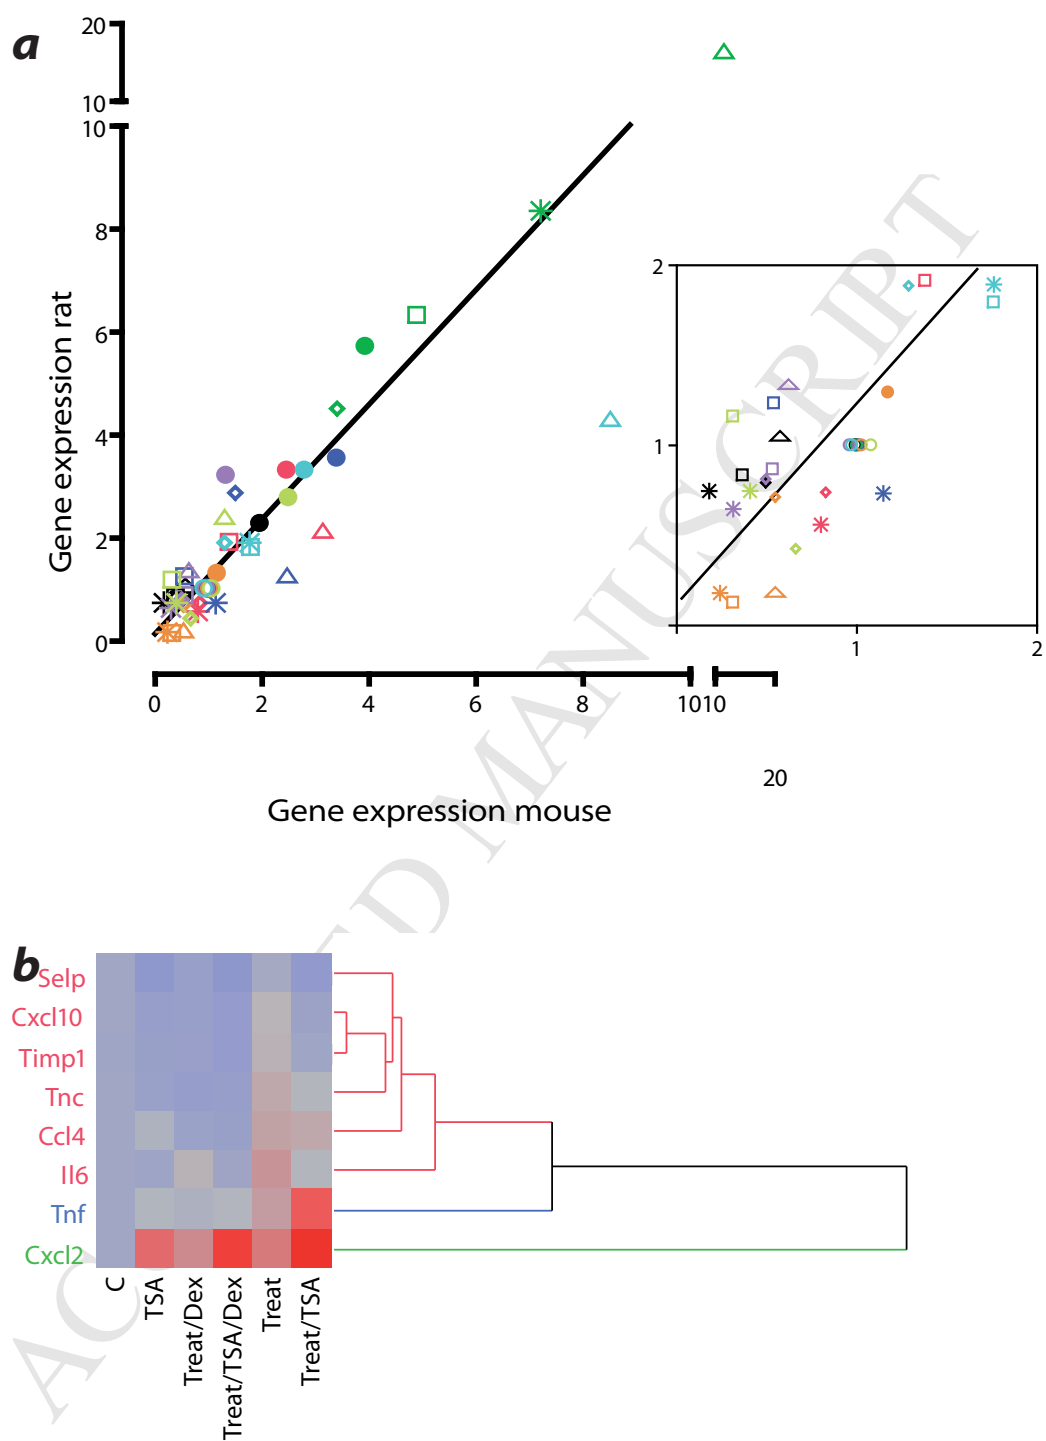 a
20
10
10
8
6
4
2
0
Gene expression rat
2
1
1
2
0
2
4
6
8
10
10
20
Gene expression mouse
ACCEPTED MANUSCRIPT
b
Selp
Cxcl10
Timp1
Tnc
Ccl4
Il6
Tnf
Cxcl2
C
TSA
Treat/Dex
Treat/TSA/Dex
Treat
Treat/TSA